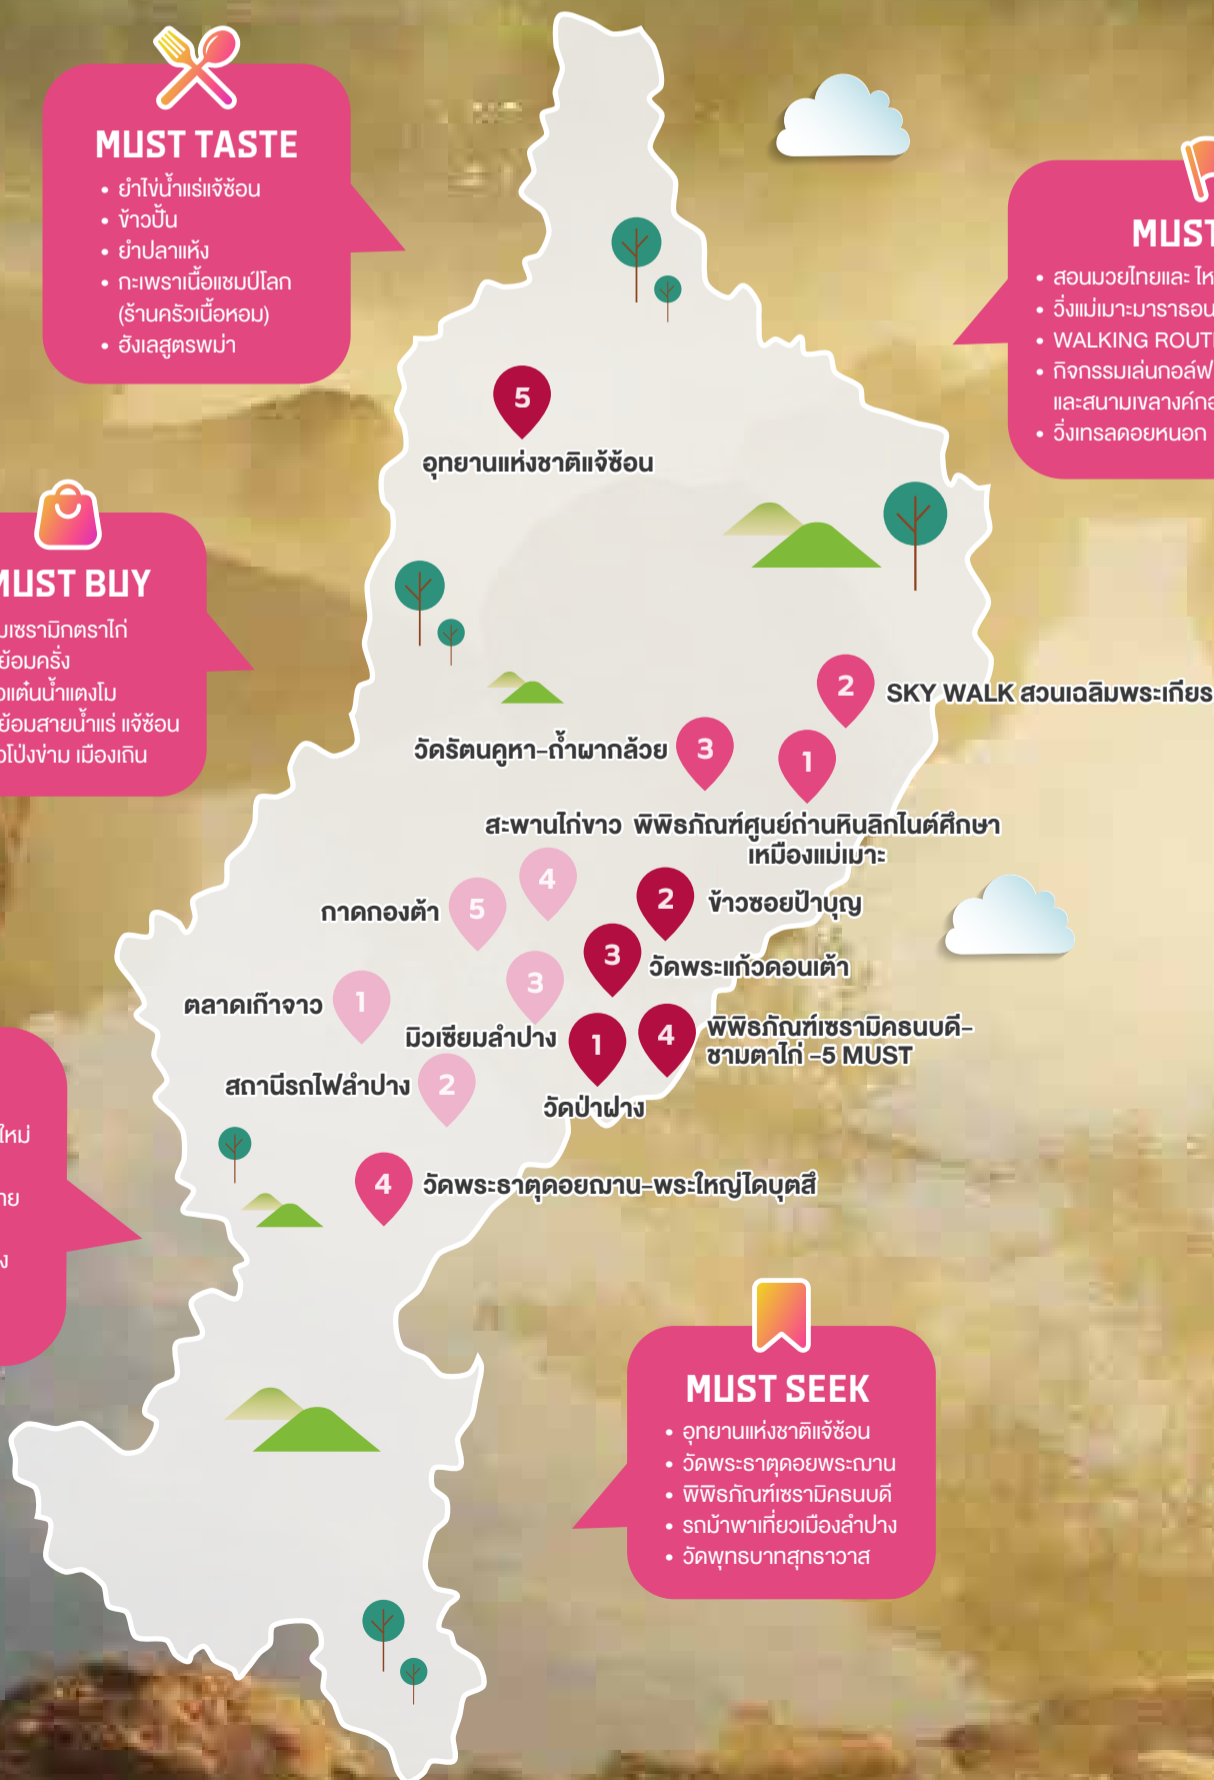 MUST TASTE
• ยำไข่น้ำแร่แจ้ซ้อน
• ข้าวปั้น
• ยำปลาแห้ง
• กะเพราเนื้อแชมป์โลก
(ร้านครัวเนื้อหอม)
• ฮังเลสูตรพม่า
MUST
• สอนมวยไทยและ ไห
• วิ่งแม่เมาะมาราธอน
• WALKING ROUT
• กิจกรรมเล่นกอล์ฟ
และสนามเขลางค์กอ
• วิ่งเทรลดอยหนอก
5
อุทยานแห่งชาติแจ้ซ้อน
MUST BUY
มเซรามิกตราไก่
ย้อมครั่ง
วแต๋นน้ำแตงโม
ย้อมสายน้ำแร่ แจ้ซ้อน
วโป่งข่าม เมืองเถิน
2
SKY WALK สวนเฉลิมพระเกียร
วัดรัตนคูหา-ถ้ำผากล้วย
3
1
สะพานไก่ขาว
พิพิธภัณฑ์ศูนย์ถ่านหินลิกไนต์ศึกษา
เหมืองแม่เมาะ
4
กาดกองต้า
5
2
ข้าวซอยป้าบุญ
3
วัดพระแก้วดอนเต้า
ตลาดเก๊าจาว
1
3
มิวเซียมลำปาง
1
4
พิพิธภัณฑ์เซรามิคธนบดี-
ชามตาไก่ -5 MUST
สถานีรถไฟลำปาง
2
วัดป่าฝาง
ใหม่
าย
ง
4
วัดพระธาตุดอยฌาน-พระใหญ่ไดบุตสึ
MUST SEEK
• อุทยานแห่งชาติแจ้ซ้อน
• วัดพระธาตุดอยพระฌาน
• พิพิธภัณฑ์เซรามิคธนบดี
• รถม้าพาเที่ยวเมืองลำปาง
• วัดพุทธบาทสุทธาวาส